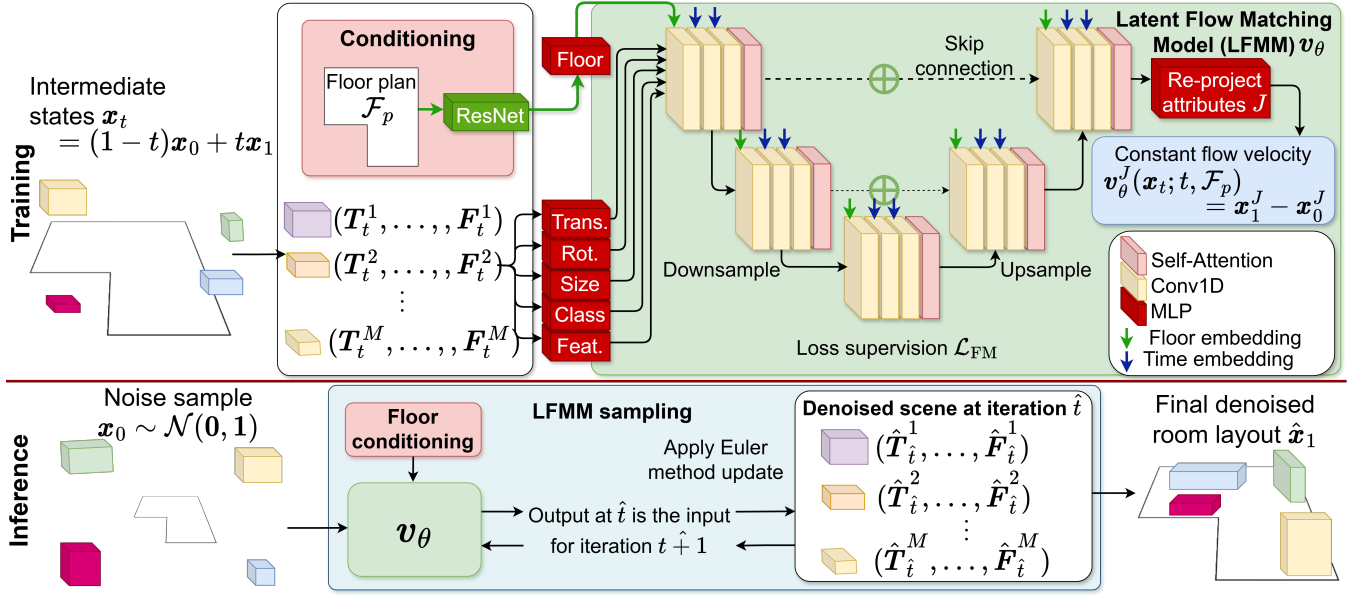 Training
Intermediate
states x_t
= (1 − t)x_0 + tx_1
Conditioning
Floor plan
F_p
ResNet
Floor
(T_t^1, . . . , , F_t^1)
(T_t^2, . . . , , F_t^2)
⋮
(T_t^M, . . . , , F_t^M)
Trans.
Rot.
Size
Class
Feat.
Latent Flow Matching
Model (LFMM) v_θ
Skip
connection
Re-project
attributes J
Constant flow velocity
v_θ^J(x_t; t, F_p)
= x_1^J − x_0^J
Downsample
Upsample
Loss supervision L_FM
Self-Attention
Conv1D
MLP
Floor embedding
Time embedding
Inference
Noise sample
x_0 ∼ N(0, 1)
LFMM sampling
Floor
conditioning
v_θ
Apply Euler
method update
Output at t̂ is the input
for iteration t +̂ 1
Denoised scene at iteration t̂
(T̂_t̂^1, . . . , F̂_t̂^1)
(T̂_t̂^2, . . . , F̂_t̂^2)
⋮
(T̂_t̂^M, . . . , F̂_t̂^M)
Final denoised
room layout x̂_1